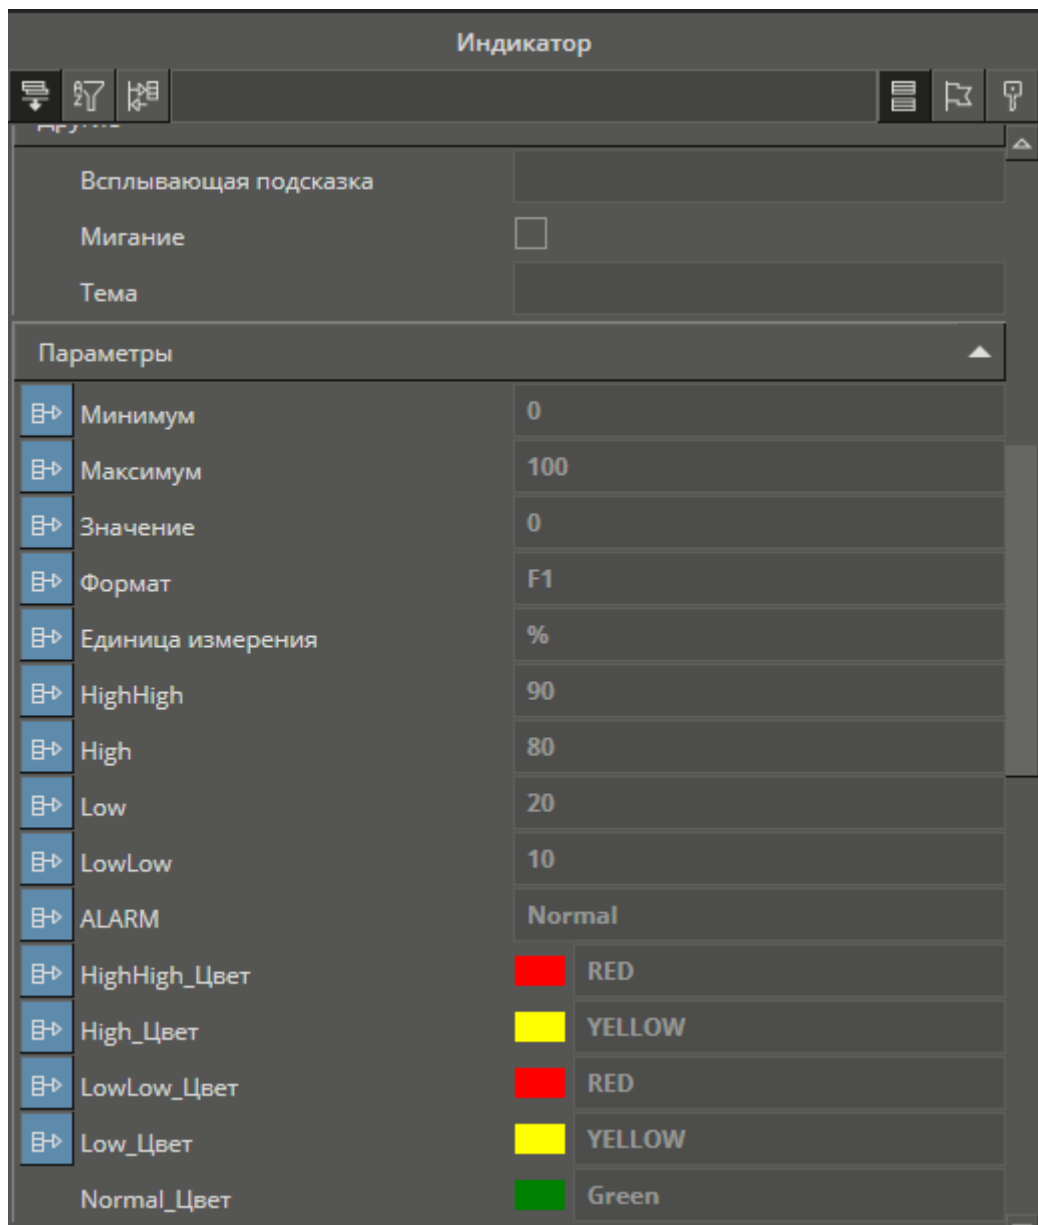 Индикатор
Другие
Всплывающая подсказка
Мигание
Тема
Параметры
Минимум 0
Максимум 100
Значение 0
Формат F1
Единица измерения %
HighHigh 90
High 80
Low 20
LowLow 10
ALARM Normal
HighHigh_Цвет RED
High_Цвет YELLOW
LowLow_Цвет RED
Low_Цвет YELLOW
Normal_Цвет Green